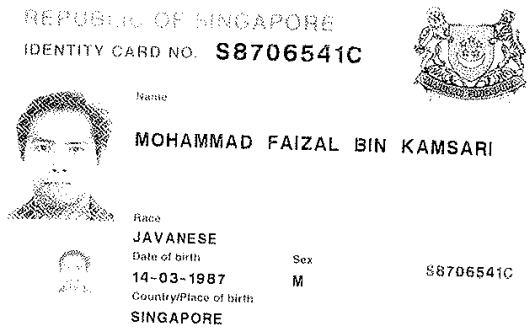 REPUBLIC OF SINGAPORE
IDENTITY CARD NO. S8706541C
Name
MOHAMMAD FAIZAL BIN KAMSARI
Race
JAVANESE
Date of birth Sex
14-03-1987 M S8706541C
Country/Place of birth
SINGAPORE